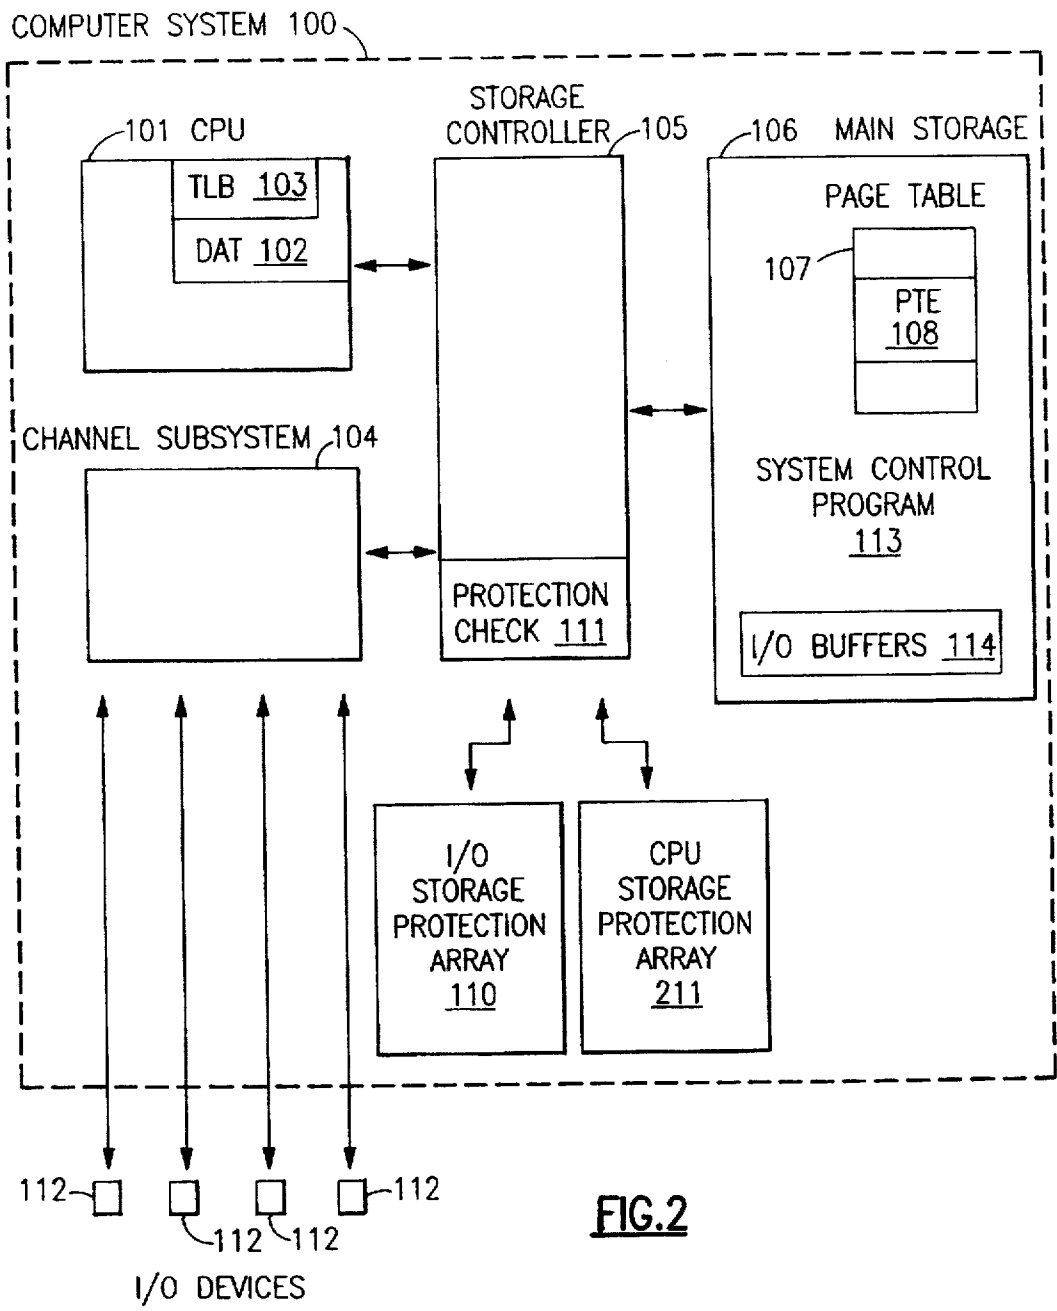 COMPUTER SYSTEM 100
101 CPU
TLB 103
DAT 102
STORAGE
CONTROLLER
105
106 MAIN STORAGE
PAGE TABLE
107
PTE
108
CHANNEL SUBSYSTEM 104
SYSTEM CONTROL
PROGRAM
113
PROTECTION
CHECK 111
I/O BUFFERS 114
I/O
STORAGE
PROTECTION
ARRAY
110
CPU
STORAGE
PROTECTION
ARRAY
211
112
112
112
112
I/O DEVICES
FIG.2